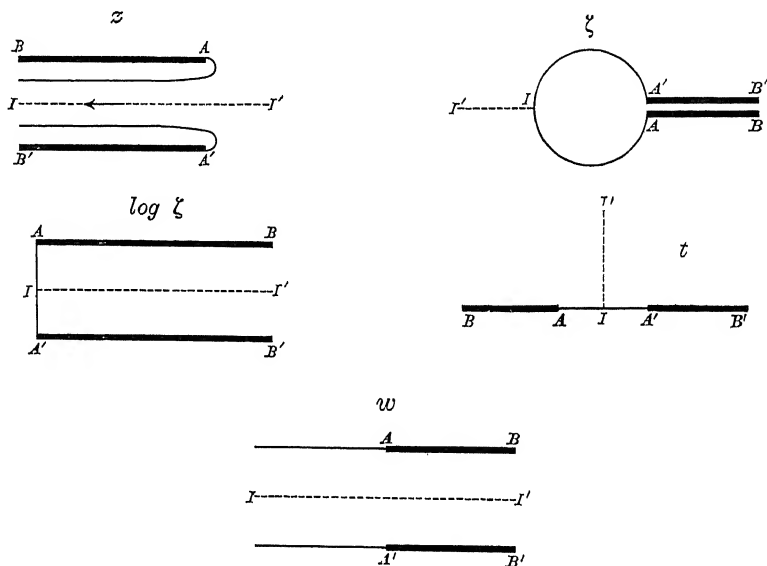 z
B A
I I′
B′ A′
ζ
A′ B′
I′ I
A B
log ζ
A B
I I′
A′ B′
I′
t
B A I A′ B′
w
A B
I I′
A′ B′